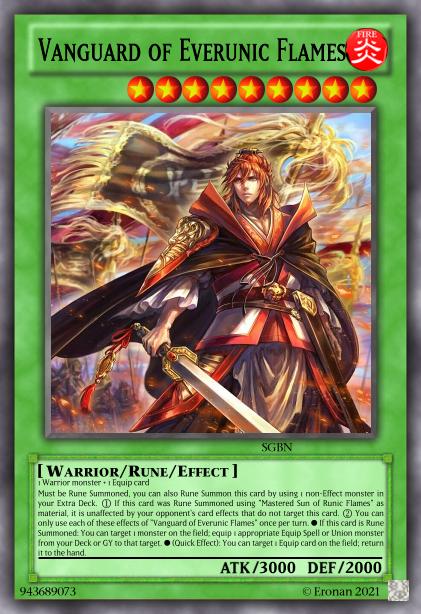 VANGUARD OF EVERUNIC FLAMES
FIRE
炎
SGBN
[ WARRIOR/RUNE/EFFECT ]
1 Warrior monster + 1 Equip card
Must be Rune Summoned, you can also Rune Summon this card by using 1 non-Effect monster in
your Extra Deck. ① If this card was Rune Summoned using "Mastered Sun of Runic Flames" as
material, it is unaffected by your opponent's card effects that do not target this card. ② You can
only use each of these effects of "Vanguard of Everunic Flames" once per turn. ● If this card is Rune
Summoned: You can target 1 monster on the field; equip 1 appropriate Equip Spell or Union monster
from your Deck or GY to that target. ● (Quick Effect): You can target 1 Equip card on the field; return
it to the hand.
ATK/3000 DEF/2000
943689073
© Eronan 2021